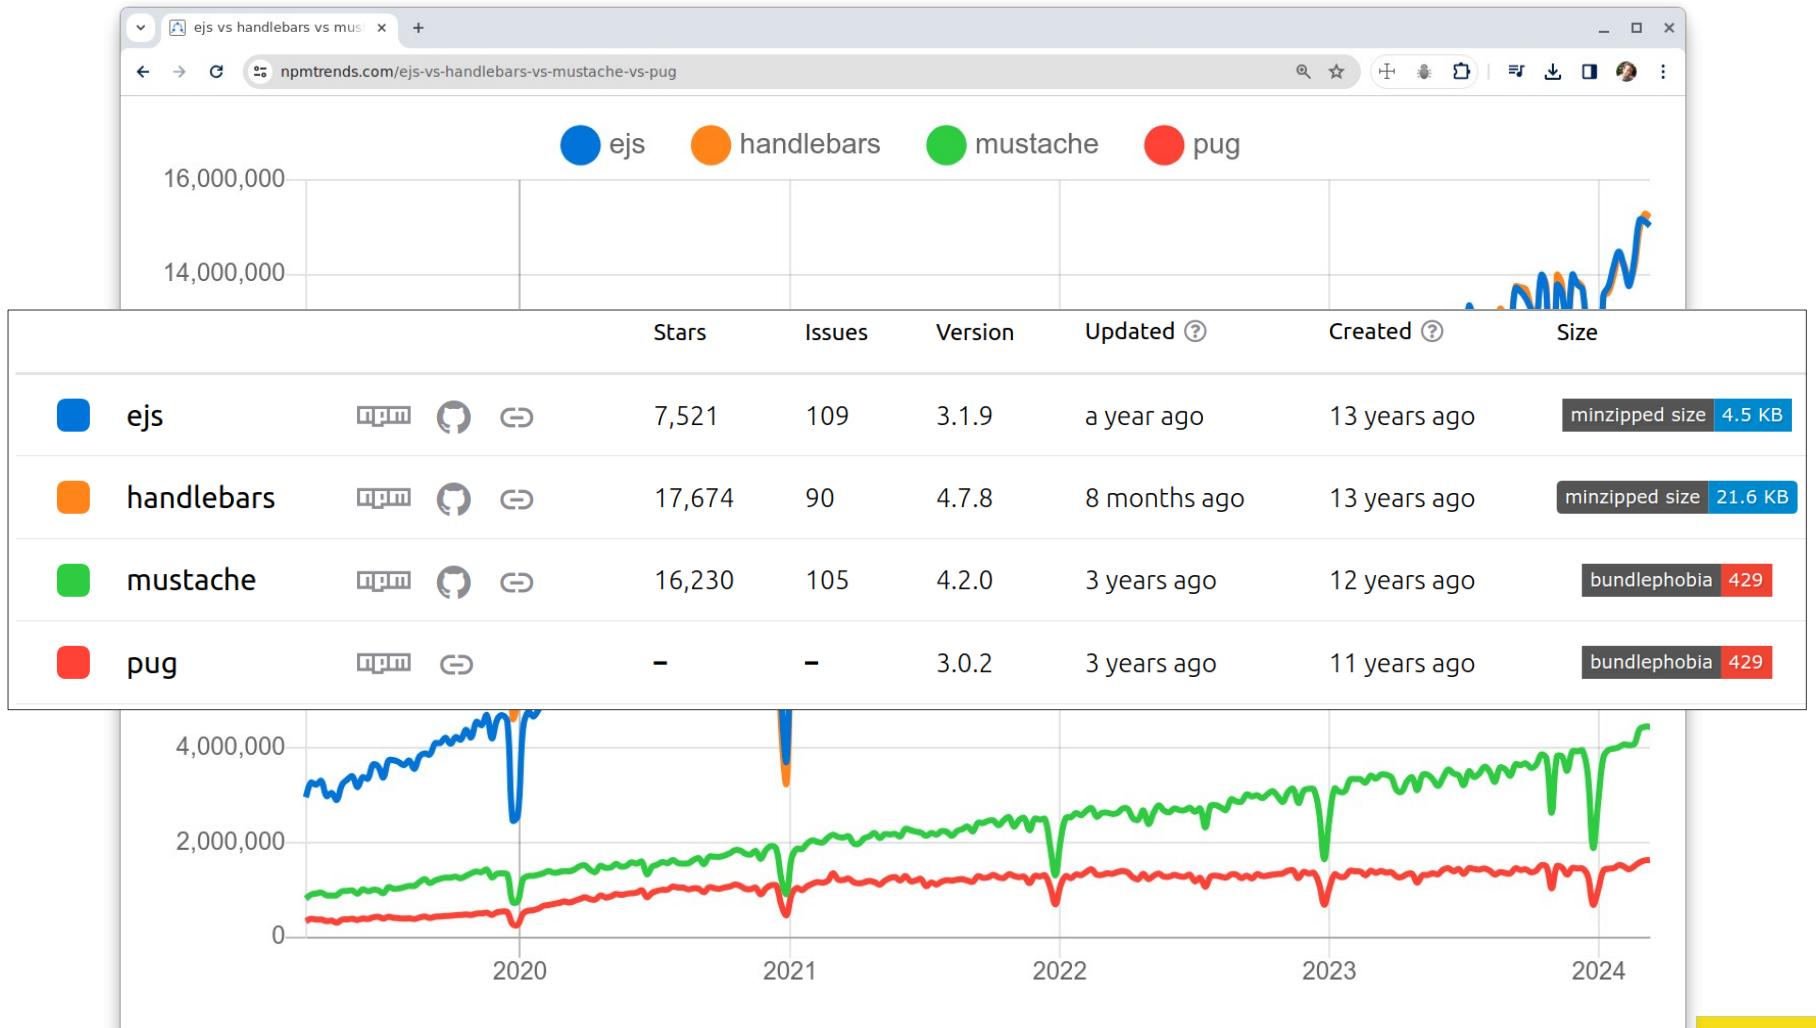 ejs vs handlebars vs mus
npmtrends.com/ejs-vs-handlebars-vs-mustache-vs-pug
ejs handlebars mustache pug
16,000,000
14,000,000
Stars Issues Version Updated ? Created ? Size
ejs npm 7,521 109 3.1.9 a year ago 13 years ago minzipped size 4.5 KB
handlebars npm 17,674 90 4.7.8 8 months ago 13 years ago minzipped size 21.6 KB
mustache npm 16,230 105 4.2.0 3 years ago 12 years ago bundlephobia 429
pug npm – – 3.0.2 3 years ago 11 years ago bundlephobia 429
4,000,000
2,000,000
0
2020 2021 2022 2023 2024